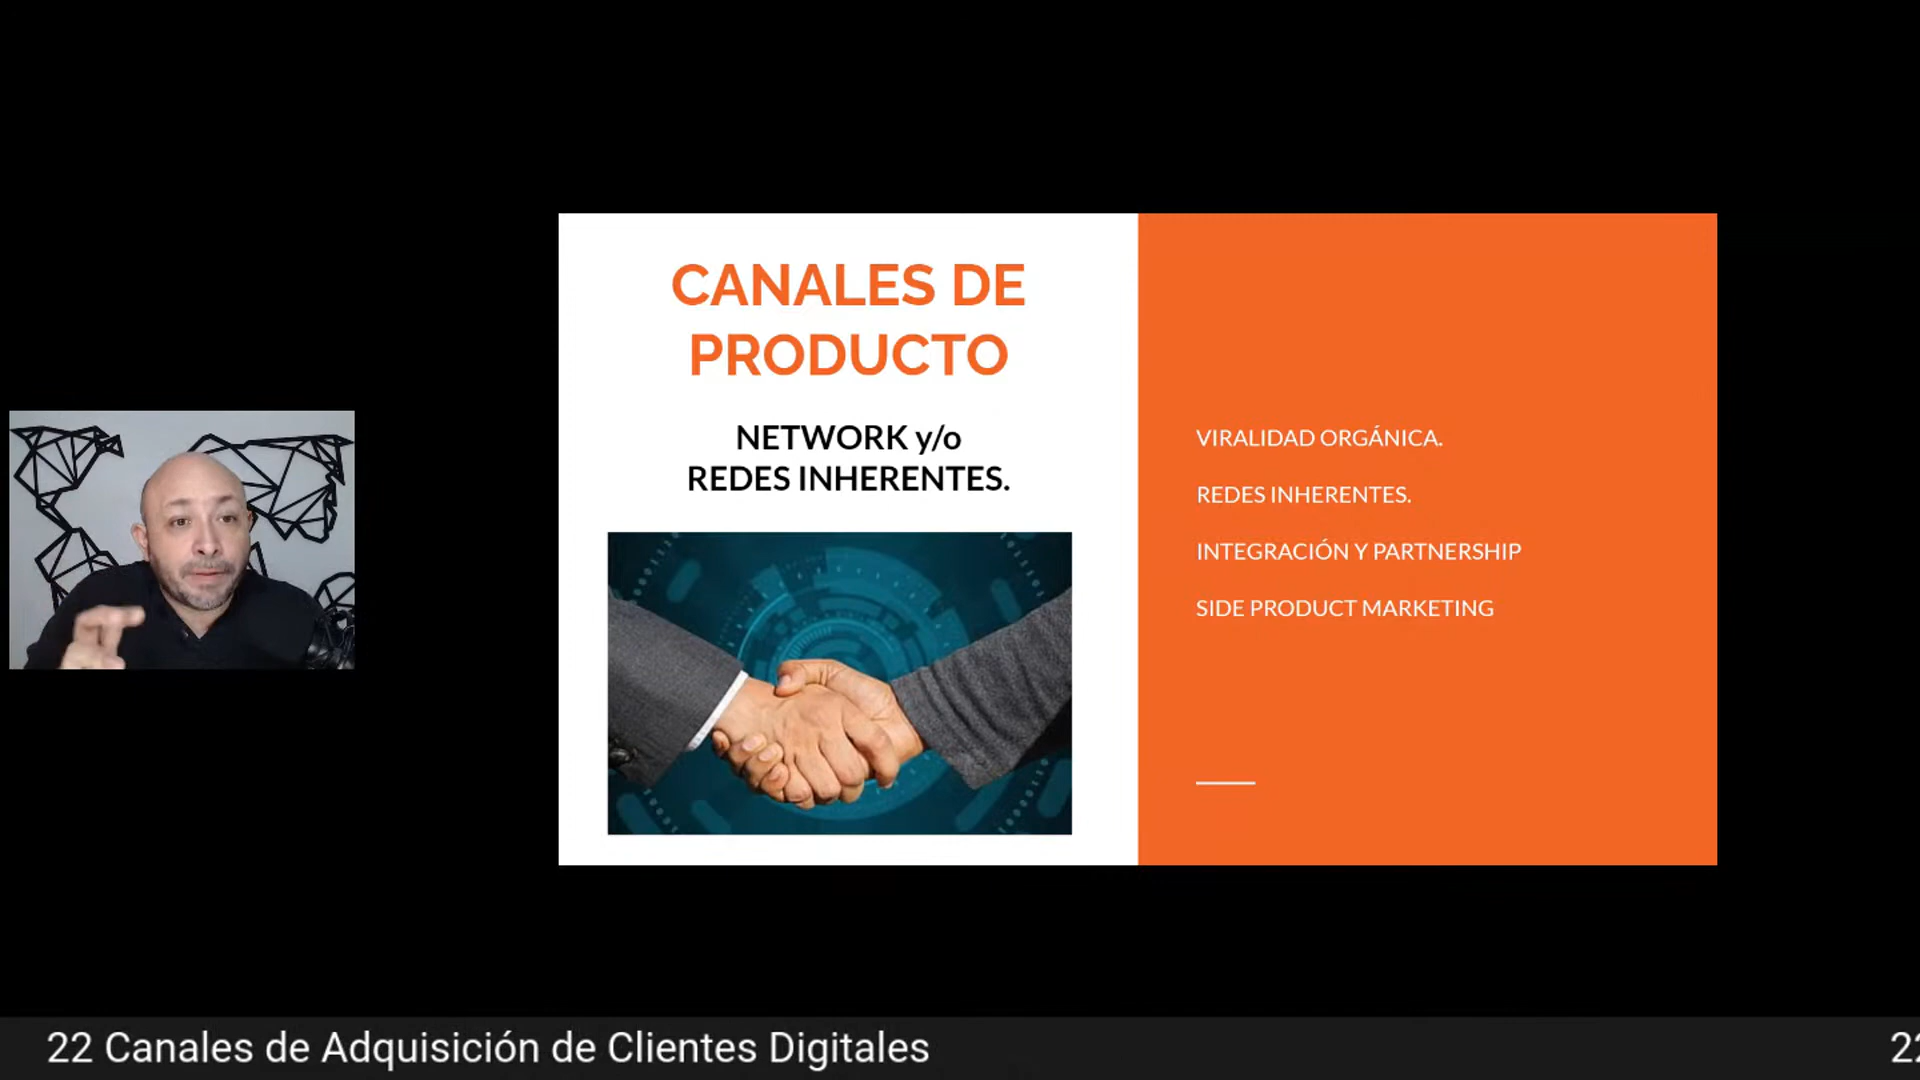 CANALES DE
PRODUCTO
NETWORK y/o
REDES INHERENTES.
VIRALIDAD ORGÁNICA.
REDES INHERENTES.
INTEGRACIÓN Y PARTNERSHIP
SIDE PRODUCT MARKETING
22 Canales de Adquisición de Clientes Digitales